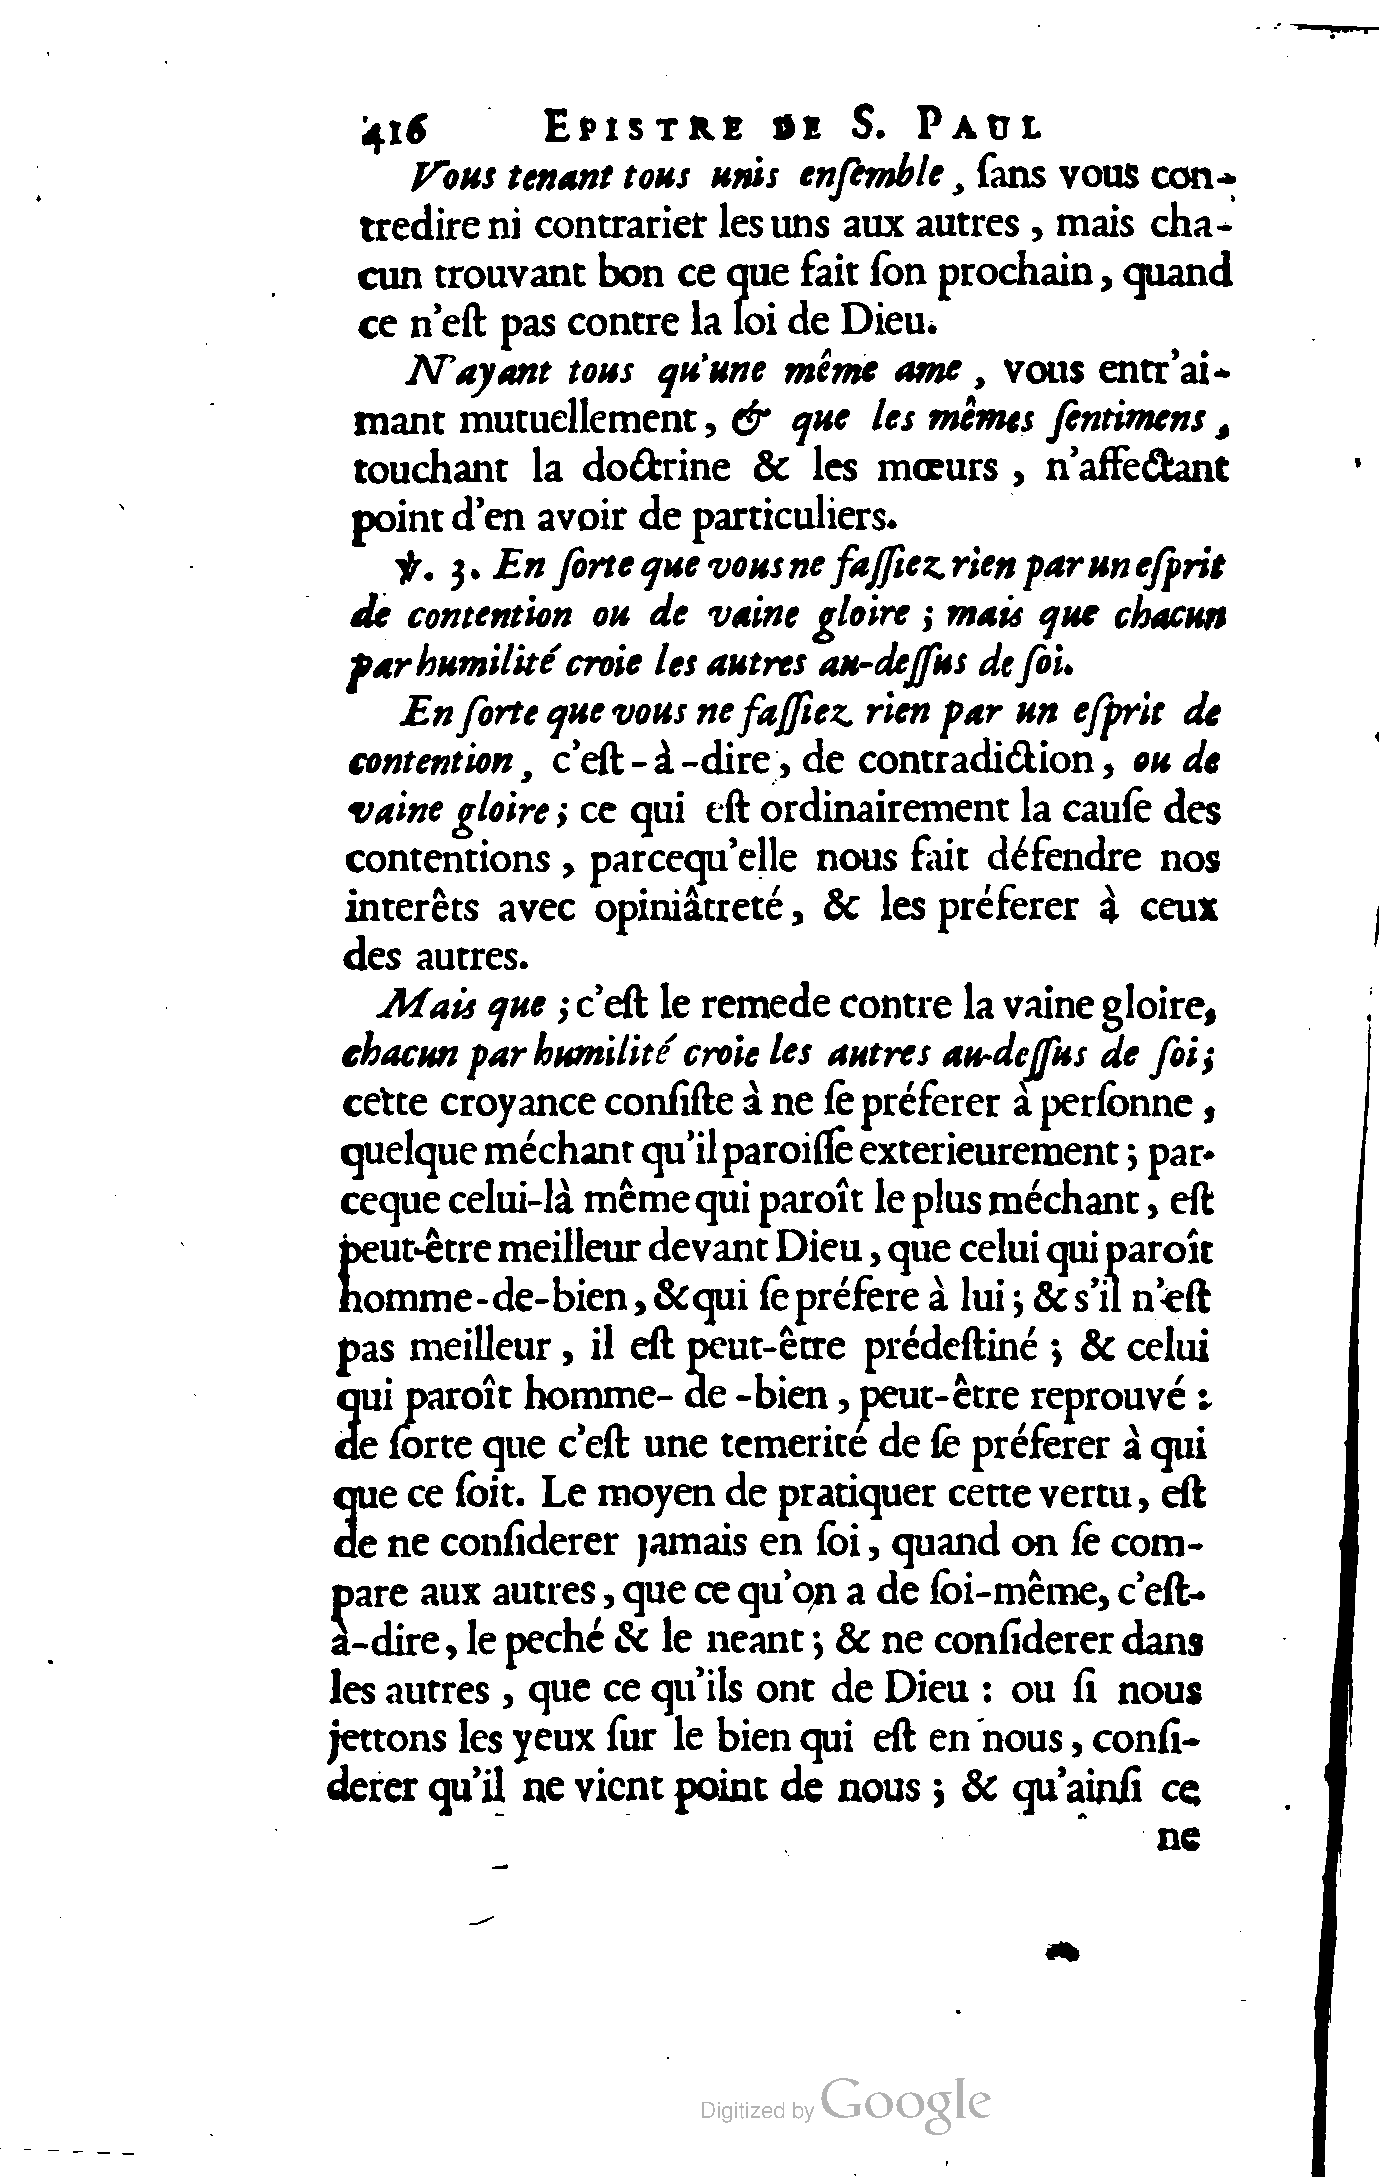 416 EPISTRE DE S. PAUL
Vous tenant tous unis enſemble, ſans vous con-
tredire ni contrarier les uns aux autres, mais cha-
cun trouvant bon ce que fait ſon prochain, quand
ce n'eſt pas contre la loi de Dieu.
N'ayant tous qu'une même ame, vous entr'ai-
mant mutuellement, & que les mêmes ſentimens,
touchant la doctrine & les mœurs, n'affectant
point d'en avoir de particuliers.
℣. 3. En ſorte que vous ne faſſiez rien par un eſprit
de contention ou de vaine gloire ; mais que chacun
par humilité croie les autres au-deſſus de ſoi.
En ſorte que vous ne faſſiez rien par un eſprit de
contention, c'eſt-à-dire, de contradiction, ou de
vaine gloire ; ce qui eſt ordinairement la cauſe des
contentions, parcequ'elle nous fait défendre nos
interêts avec opiniâtreté, & les préferer à ceux
des autres.
Mais que ; c'eſt le remede contre la vaine gloire,
chacun par humilité croie les autres au-deſſus de ſoi ;
cette croyance conſiſte à ne ſe préferer à perſonne,
quelque méchant qu'il paroiſſe exterieurement ; par-
ceque celui-là même qui paroît le plus méchant, eſt
peut-être meilleur devant Dieu, que celui qui paroît
homme-de-bien, & qui ſe préfere à lui ; & s'il n'eſt
pas meilleur, il eſt peut-être prédeſtiné ; & celui
qui paroît homme-de-bien, peut-être reprouvé :
de ſorte que c'eſt une temerité de ſe préferer à qui
que ce ſoit. Le moyen de pratiquer cette vertu, eſt
de ne conſiderer jamais en ſoi, quand on ſe com-
pare aux autres, que ce qu'on a de ſoi-même, c'eſt-
à-dire, le peché & le neant ; & ne conſiderer dans
les autres, que ce qu'ils ont de Dieu : ou ſi nous
jettons les yeux ſur le bien qui eſt en nous, conſi-
derer qu'il ne vient point de nous ; & qu'ainſi ce
ne
Digitized by Google